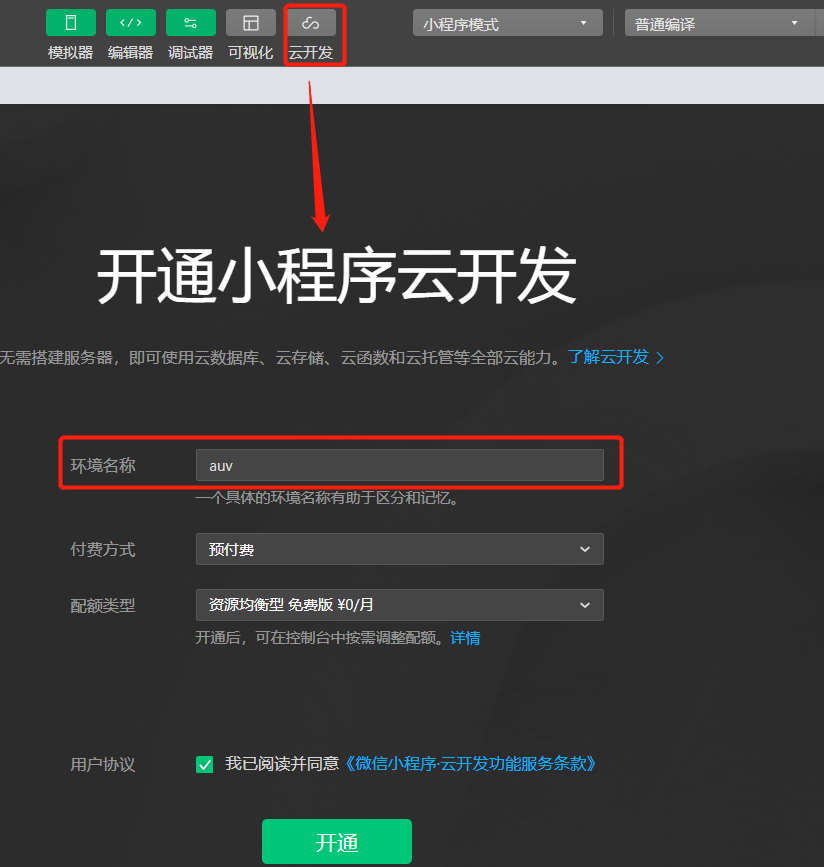 小程序模式 普通编译
模拟器 编辑器 调试器 可视化 云开发
开通小程序云开发
无需搭建服务器，即可使用云数据库、云存储、云函数和云托管等全部云能力。了解云开发 >
环境名称 auv
一个具体的环境名称有助于区分和记忆。
付费方式 预付费
配额类型 资源均衡型 免费版 ¥0/月
开通后，可在控制台中按需调整配额。详情
用户协议 我已阅读并同意《微信小程序·云开发功能服务条款》
开通